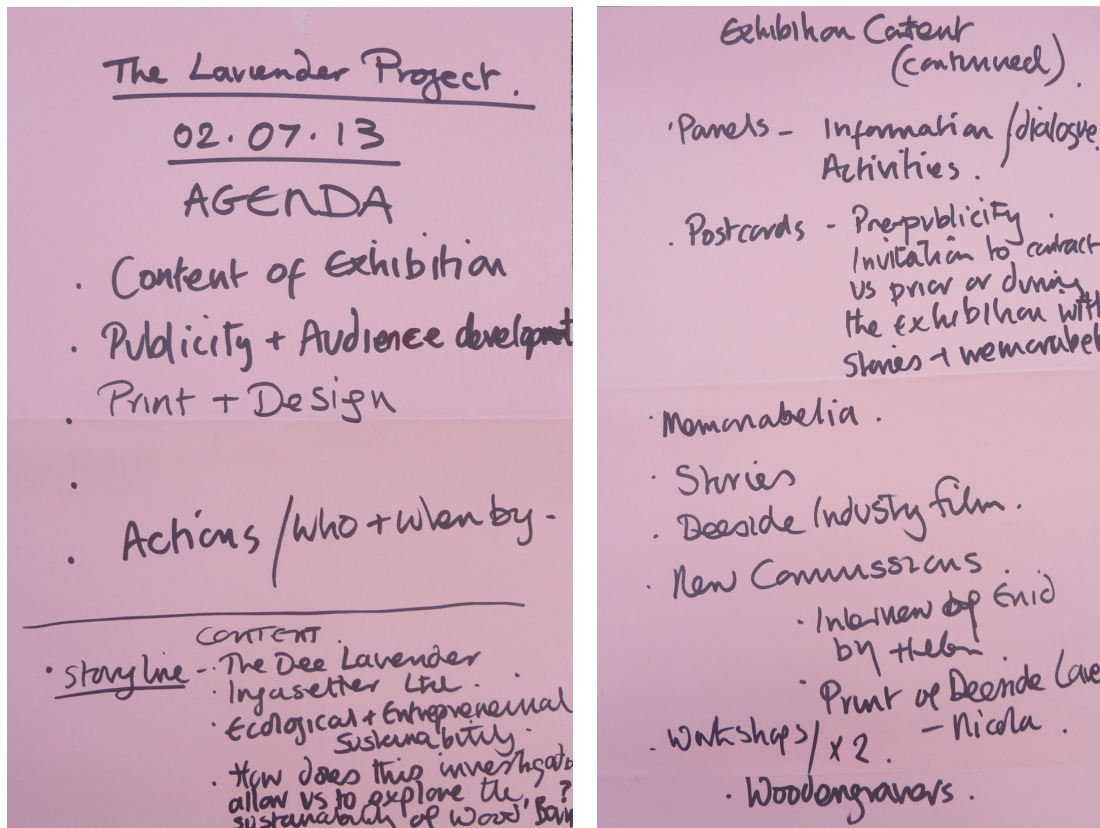 The Lavender Project.
02.07.13
AGENDA
· Content of Exhibition
· Publicity + Audience development
· Print + Design
·
· Actions / who + when by -
CONTENT
· Storyline - · The Dee Lavender
· Ingasetter Ltd.
· Ecological + Entrepreneurial
Sustainability.
· How does this investigat
allow us to explore the ?
sustainability of Wood
Exhibition Content
(continued).
· Panels - Information / dialogue
Activities.
· Postcards - Pre-publicity.
Invitation to contact
us prior or during
the exhibition with
Stories + memorabel
· Memorabelia.
· Stories
· Deeside Industry film.
· New Commissions.
· Interview of Enid
by Helen
· Print of Deeside Lave
- Nicola.
· Workshops / x 2.
· Woodengravers.